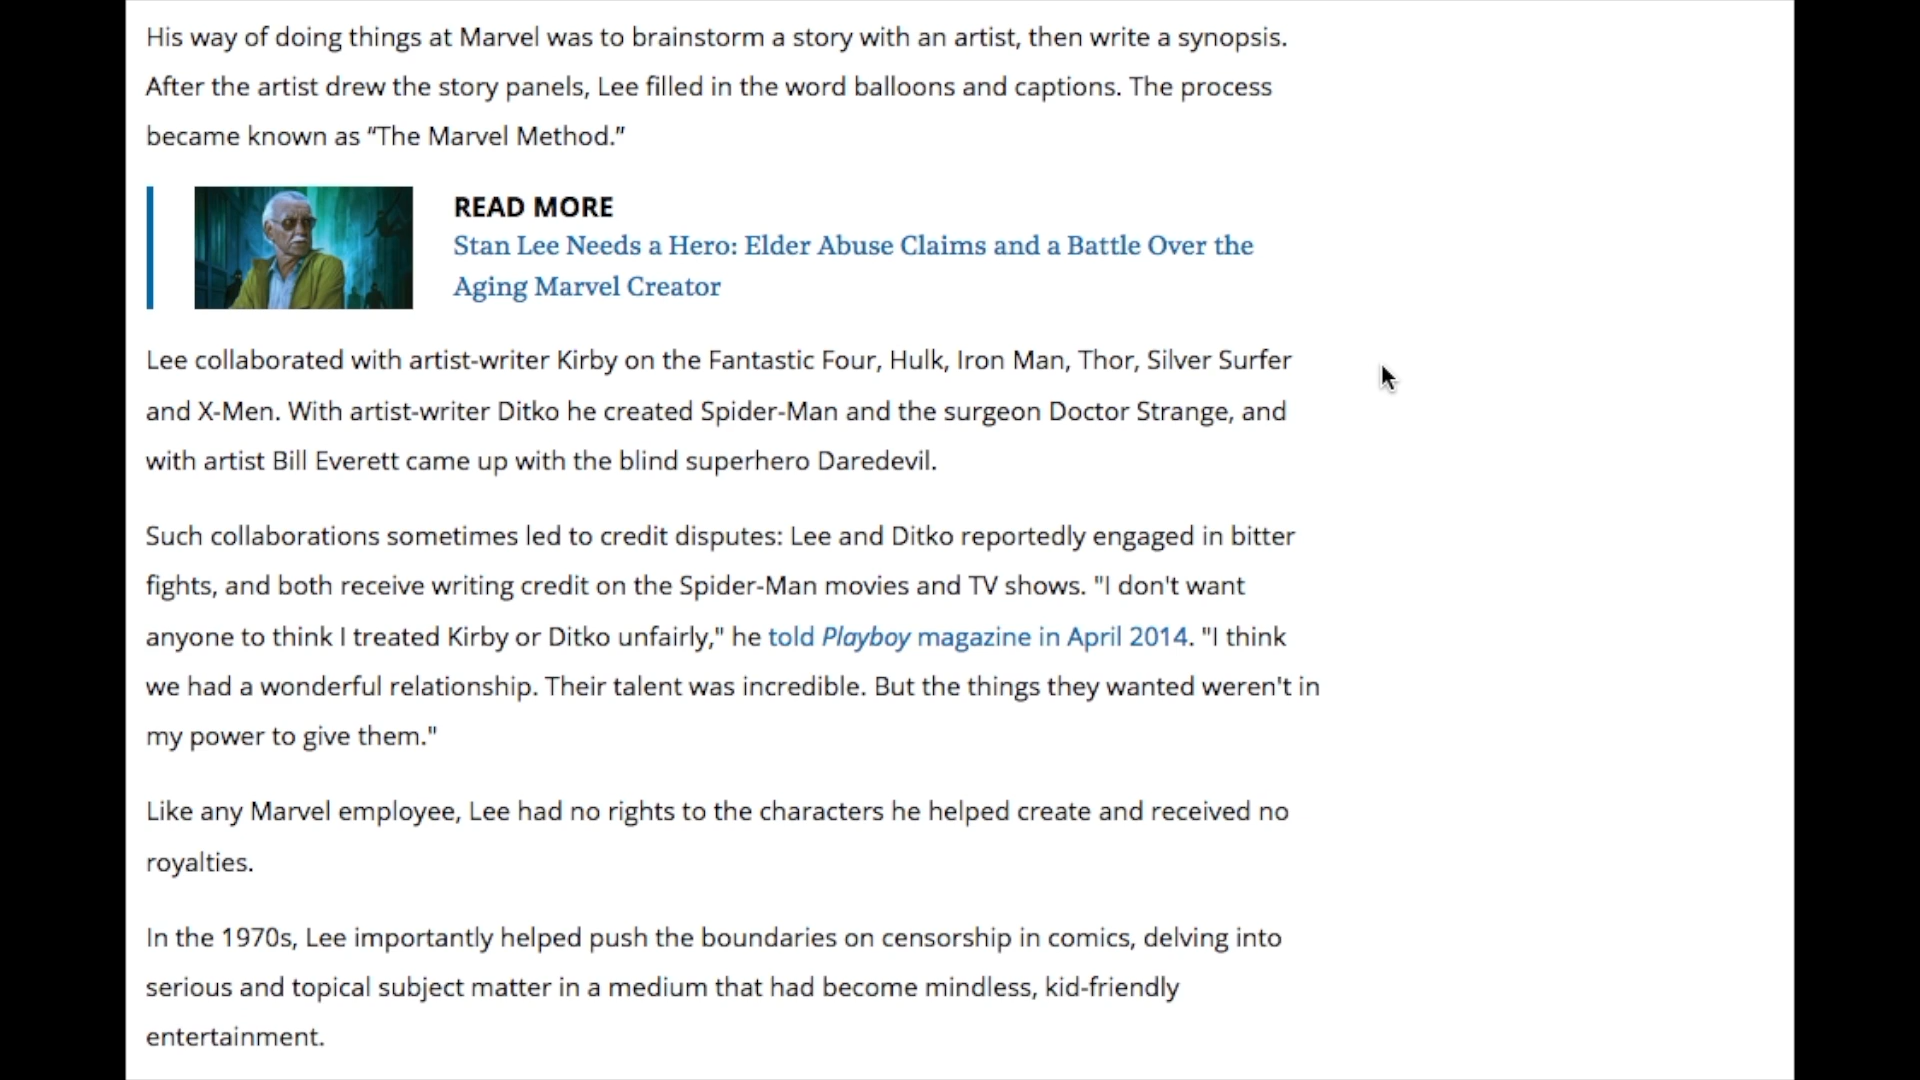 His way of doing things at Marvel was to brainstorm a story with an artist, then write a synopsis.
After the artist drew the story panels, Lee filled in the word balloons and captions. The process
became known as “The Marvel Method.”
READ MORE
Stan Lee Needs a Hero: Elder Abuse Claims and a Battle Over the
Aging Marvel Creator
Lee collaborated with artist-writer Kirby on the Fantastic Four, Hulk, Iron Man, Thor, Silver Surfer
and X-Men. With artist-writer Ditko he created Spider-Man and the surgeon Doctor Strange, and
with artist Bill Everett came up with the blind superhero Daredevil.
Such collaborations sometimes led to credit disputes: Lee and Ditko reportedly engaged in bitter
fights, and both receive writing credit on the Spider-Man movies and TV shows. "I don't want
anyone to think I treated Kirby or Ditko unfairly," he told Playboy magazine in April 2014. "I think
we had a wonderful relationship. Their talent was incredible. But the things they wanted weren't in
my power to give them."
Like any Marvel employee, Lee had no rights to the characters he helped create and received no
royalties.
In the 1970s, Lee importantly helped push the boundaries on censorship in comics, delving into
serious and topical subject matter in a medium that had become mindless, kid-friendly
entertainment.